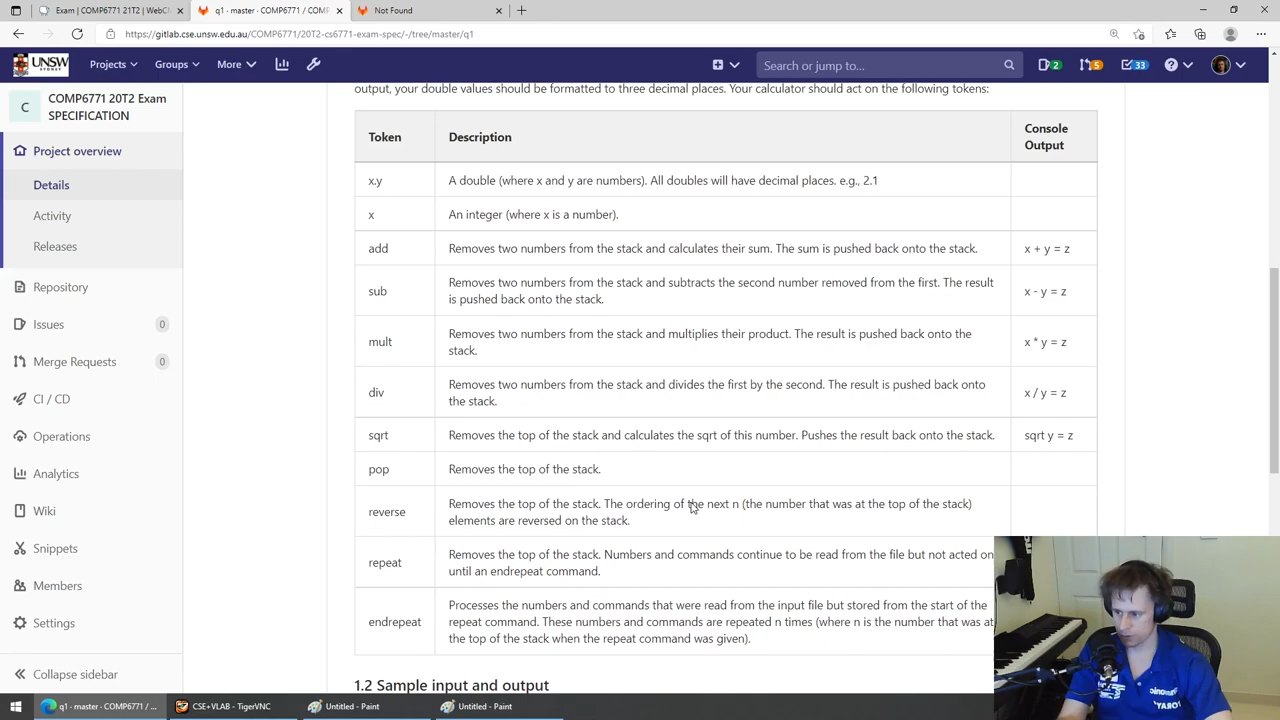 Exam | COMP6771 21T2 | WebC
q1 · master · COMP6771 / COMP
Not Found
https://gitlab.cse.unsw.edu.au/COMP6771/20T2-cs6771-exam-spec/-/tree/master/q1
UNSW
SYDNEY
Projects
Groups
More
Search or jump to...
2
5
33
C
COMP6771 20T2 Exam
SPECIFICATION
Project overview
Details
Activity
Releases
Repository
Issues
0
Merge Requests
0
CI / CD
Operations
Analytics
Wiki
Snippets
Members
Settings
Collapse sidebar
output, your double values should be formatted to three decimal places. Your calculator should act on the following tokens:
Token
Description
Console
Output
x.y
A double (where x and y are numbers). All doubles will have decimal places. e.g., 2.1
x
An integer (where x is a number).
add
Removes two numbers from the stack and calculates their sum. The sum is pushed back onto the stack.
x + y = z
sub
Removes two numbers from the stack and subtracts the second number removed from the first. The result
is pushed back onto the stack.
x - y = z
mult
Removes two numbers from the stack and multiplies their product. The result is pushed back onto the
stack.
x * y = z
div
Removes two numbers from the stack and divides the first by the second. The result is pushed back onto
the stack.
x / y = z
sqrt
Removes the top of the stack and calculates the sqrt of this number. Pushes the result back onto the stack.
sqrt y = z
pop
Removes the top of the stack.
reverse
Removes the top of the stack. The ordering of the next n (the number that was at the top of the stack)
elements are reversed on the stack.
repeat
Removes the top of the stack. Numbers and commands continue to be read from the file but not acted on
until an endrepeat command.
endrepeat
Processes the numbers and commands that were read from the input file but stored from the start of the
repeat command. These numbers and commands are repeated n times (where n is the number that was at
the top of the stack when the repeat command was given).
1.2 Sample input and output
q1 · master · COMP6771 / ...
CSE+VLAB - TigerVNC
Untitled - Paint
Untitled - Paint